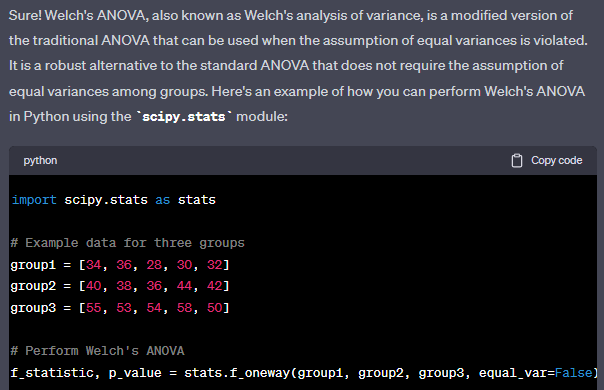 Sure! Welch's ANOVA, also known as Welch's analysis of variance, is a modified version of
the traditional ANOVA that can be used when the assumption of equal variances is violated.
It is a robust alternative to the standard ANOVA that does not require the assumption of
equal variances among groups. Here's an example of how you can perform Welch's ANOVA
in Python using the `scipy.stats` module:
python Copy code
import scipy.stats as stats
# Example data for three groups
group1 = [34, 36, 28, 30, 32]
group2 = [40, 38, 36, 44, 42]
group3 = [55, 53, 54, 58, 50]
# Perform Welch's ANOVA
f_statistic, p_value = stats.f_oneway(group1, group2, group3, equal_var=False)